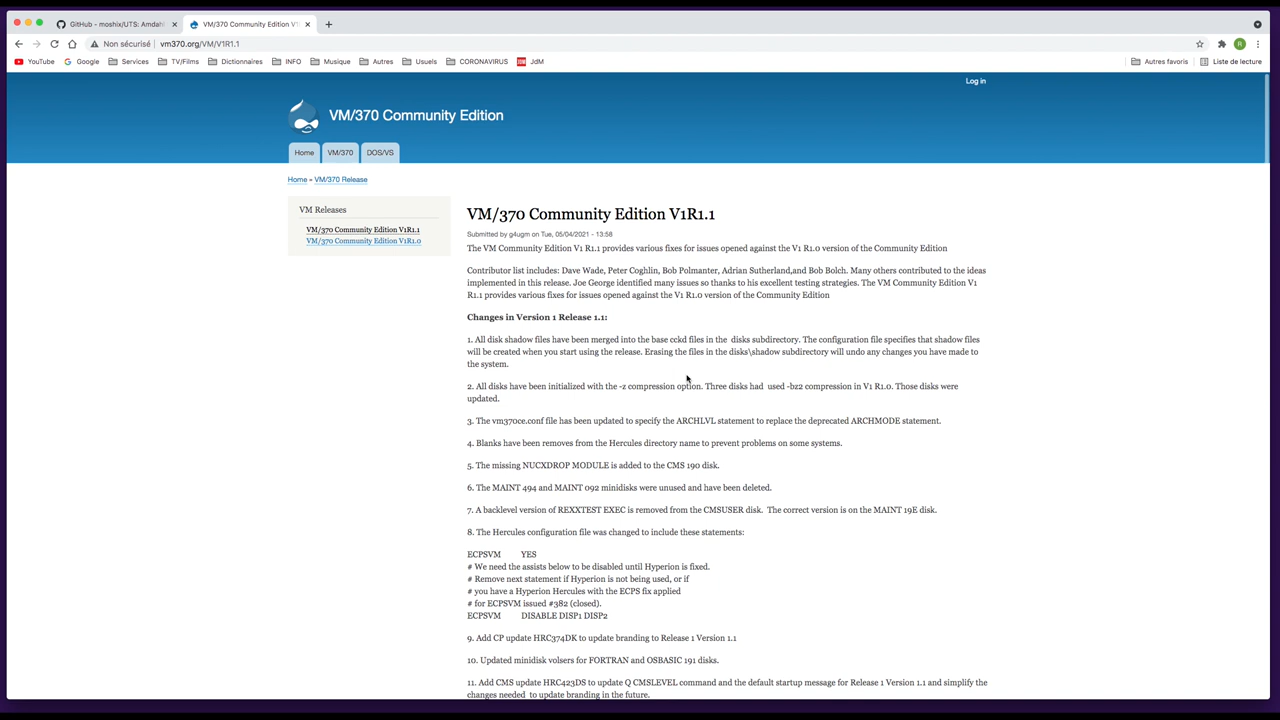 GitHub - moshix/UTS: Amdahl
VM/370 Community Edition V1
Non sécurisé
vm370.org/VM/V1R1.1
R
YouTube
Google
Services
TV/Films
Dictionnaires
INFO
Musique
Autres
Usuels
CORONAVIRUS
JDM
JdM
Autres favoris
Liste de lecture
Log in
VM/370 Community Edition
Home
VM/370
DOS/VS
Home » VM/370 Release
VM Releases
VM/370 Community Edition V1R1.1
VM/370 Community Edition V1R1.0
VM/370 Community Edition V1R1.1
Submitted by g4ugm on Tue, 05/04/2021 - 13:58
The VM Community Edition V1 R1.1 provides various fixes for issues opened against the V1 R1.0 version of the Community Edition
Contributor list includes: Dave Wade, Peter Coghlin, Bob Polmanter, Adrian Sutherland,and Bob Bolch. Many others contributed to the ideas
implemented in this release. Joe George identified many issues so thanks to his excellent testing strategies. The VM Community Edition V1
R1.1 provides various fixes for issues opened against the V1 R1.0 version of the Community Edition
Changes in Version 1 Release 1.1:
1. All disk shadow files have been merged into the base cckd files in the disks subdirectory. The configuration file specifies that shadow files
will be created when you start using the release. Erasing the files in the disks\shadow subdirectory will undo any changes you have made to
the system.
2. All disks have been initialized with the -z compression option. Three disks had used -bz2 compression in V1 R1.0. Those disks were
updated.
3. The vm370ce.conf file has been updated to specify the ARCHLVL statement to replace the deprecated ARCHMODE statement.
4. Blanks have been removes from the Hercules directory name to prevent problems on some systems.
5. The missing NUCXDROP MODULE is added to the CMS 190 disk.
6. The MAINT 494 and MAINT 092 minidisks were unused and have been deleted.
7. A backlevel version of REXXTEST EXEC is removed from the CMSUSER disk. The correct version is on the MAINT 19E disk.
8. The Hercules configuration file was changed to include these statements:
ECPSVM YES
# We need the assists below to be disabled until Hyperion is fixed.
# Remove next statement if Hyperion is not being used, or if
# you have a Hyperion Hercules with the ECPS fix applied
# for ECPSVM issued #382 (closed).
ECPSVM DISABLE DISP1 DISP2
9. Add CP update HRC374DK to update branding to Release 1 Version 1.1
10. Updated minidisk volsers for FORTRAN and OSBASIC 191 disks.
11. Add CMS update HRC423DS to update Q CMSLEVEL command and the default startup message for Release 1 Version 1.1 and simplify the
changes needed to update branding in the future.